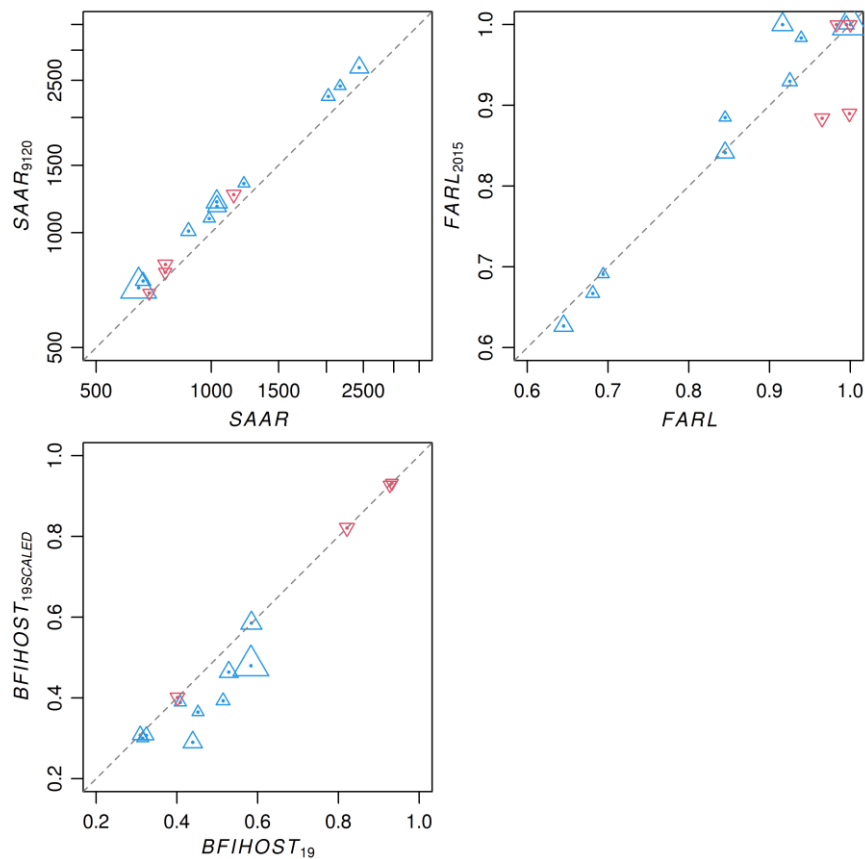 2500
1500
1000
500
SAAR9120
500 1000 1500 2500
SAAR
1.0
0.9
0.8
0.7
0.6
FARL2015
0.6 0.7 0.8 0.9 1.0
FARL
1.0
0.8
0.6
0.4
0.2
BFIHOST19SCALED
0.2 0.4 0.6 0.8 1.0
BFIHOST19